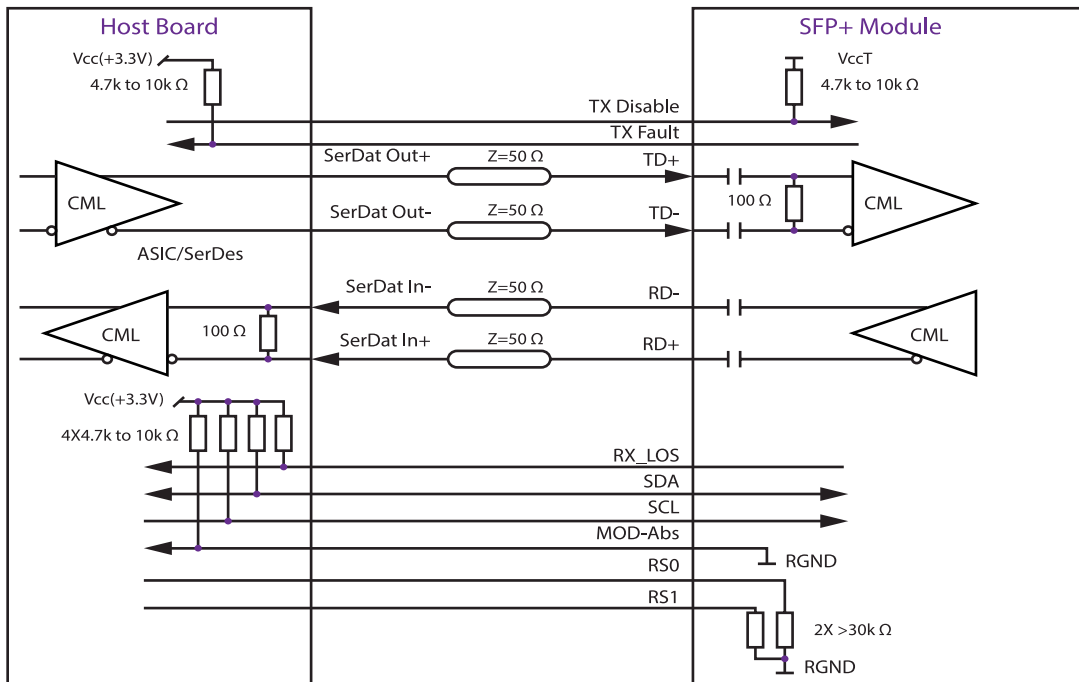 Host Board
SFP+ Module
Vcc(+3.3V)
4.7k to 10k Ω
VccT
4.7k to 10k Ω
TX Disable
TX Fault
SerDat Out+
Z=50 Ω
TD+
CML
SerDat Out-
Z=50 Ω
TD-
100 Ω
CML
ASIC/SerDes
SerDat In-
Z=50 Ω
RD-
CML
100 Ω
SerDat In+
Z=50 Ω
RD+
CML
Vcc(+3.3V)
4X4.7k to 10k Ω
RX_LOS
SDA
SCL
MOD-Abs
RGND
RS0
RS1
2X >30k Ω
RGND